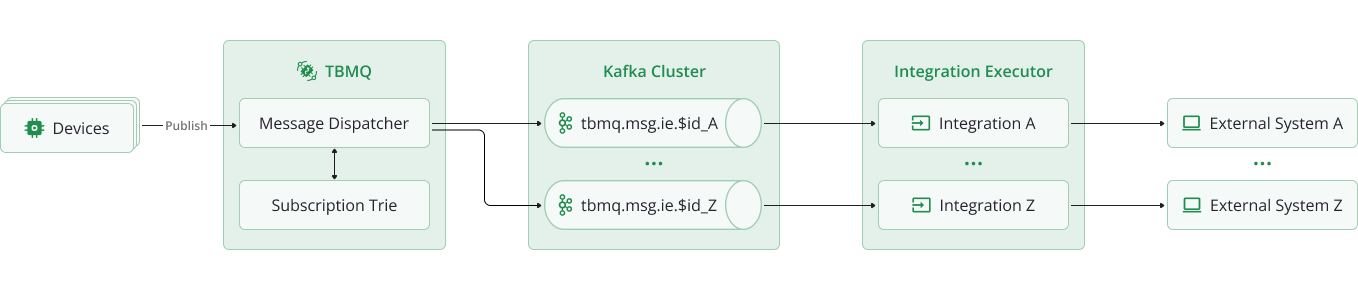 TBMQ
Kafka Cluster
Integration Executor
Devices
Publish
Message Dispatcher
tbmq.msg.ie.$id_A
Integration A
External System A
...
...
...
Subscription Trie
tbmq.msg.ie.$id_Z
Integration Z
External System Z